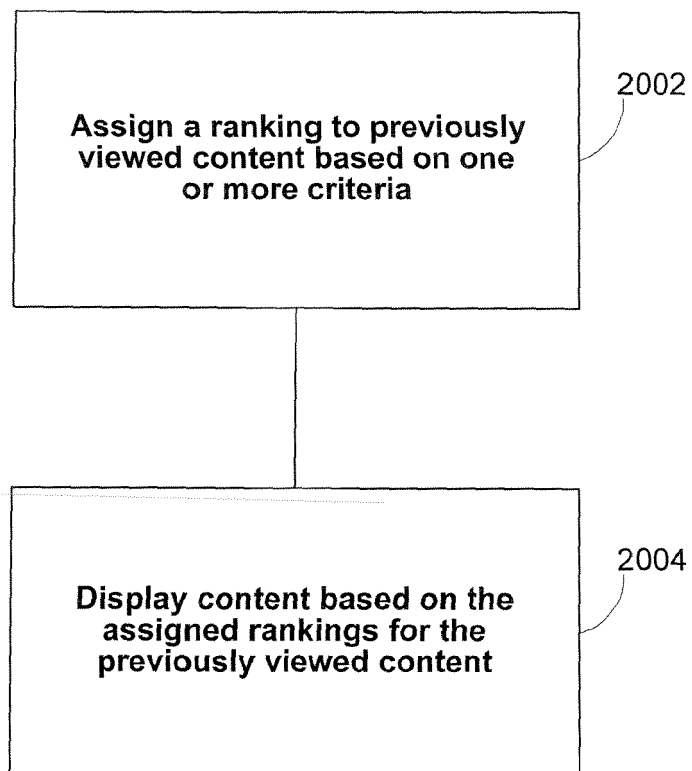 2002
Assign a ranking to previously
viewed content based on one
or more criteria
2004
Display content based on the
assigned rankings for the
previously viewed content